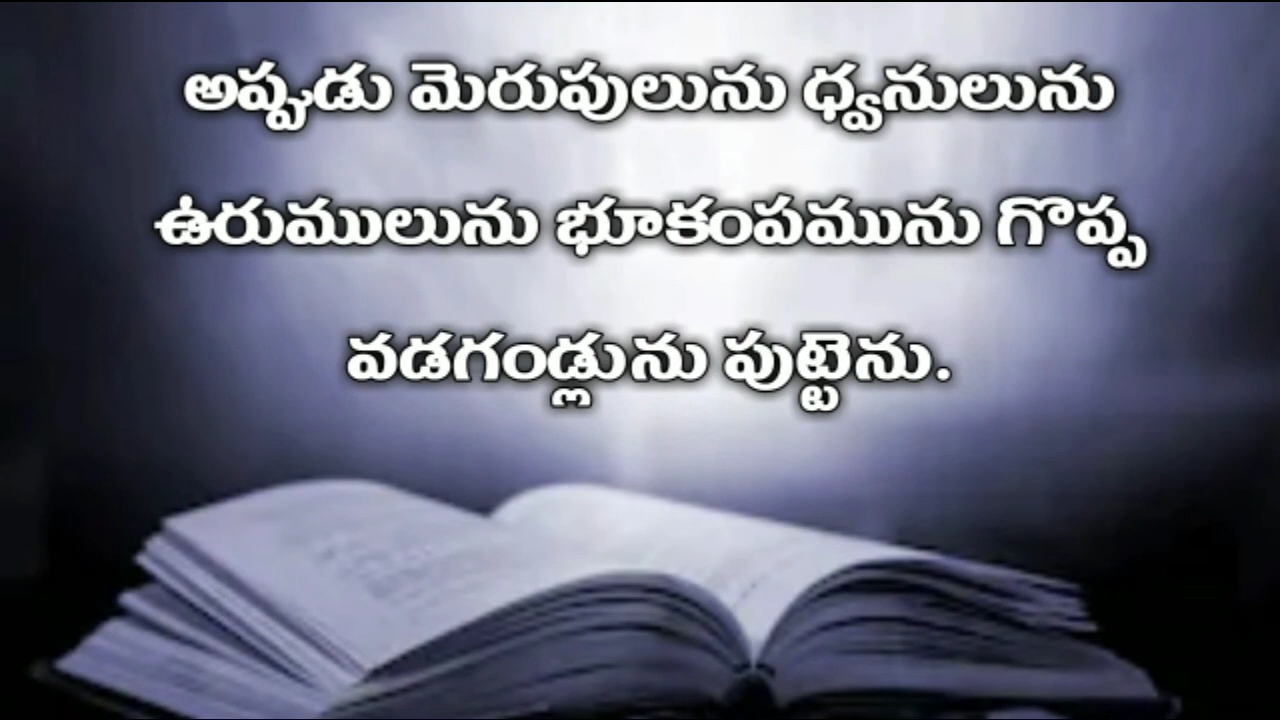 అప్పుడు మెరుపులును ధ్వనులును
ఉరుములును భూకంపమును గొప్ప
వడగండ్లును పుట్టెను.